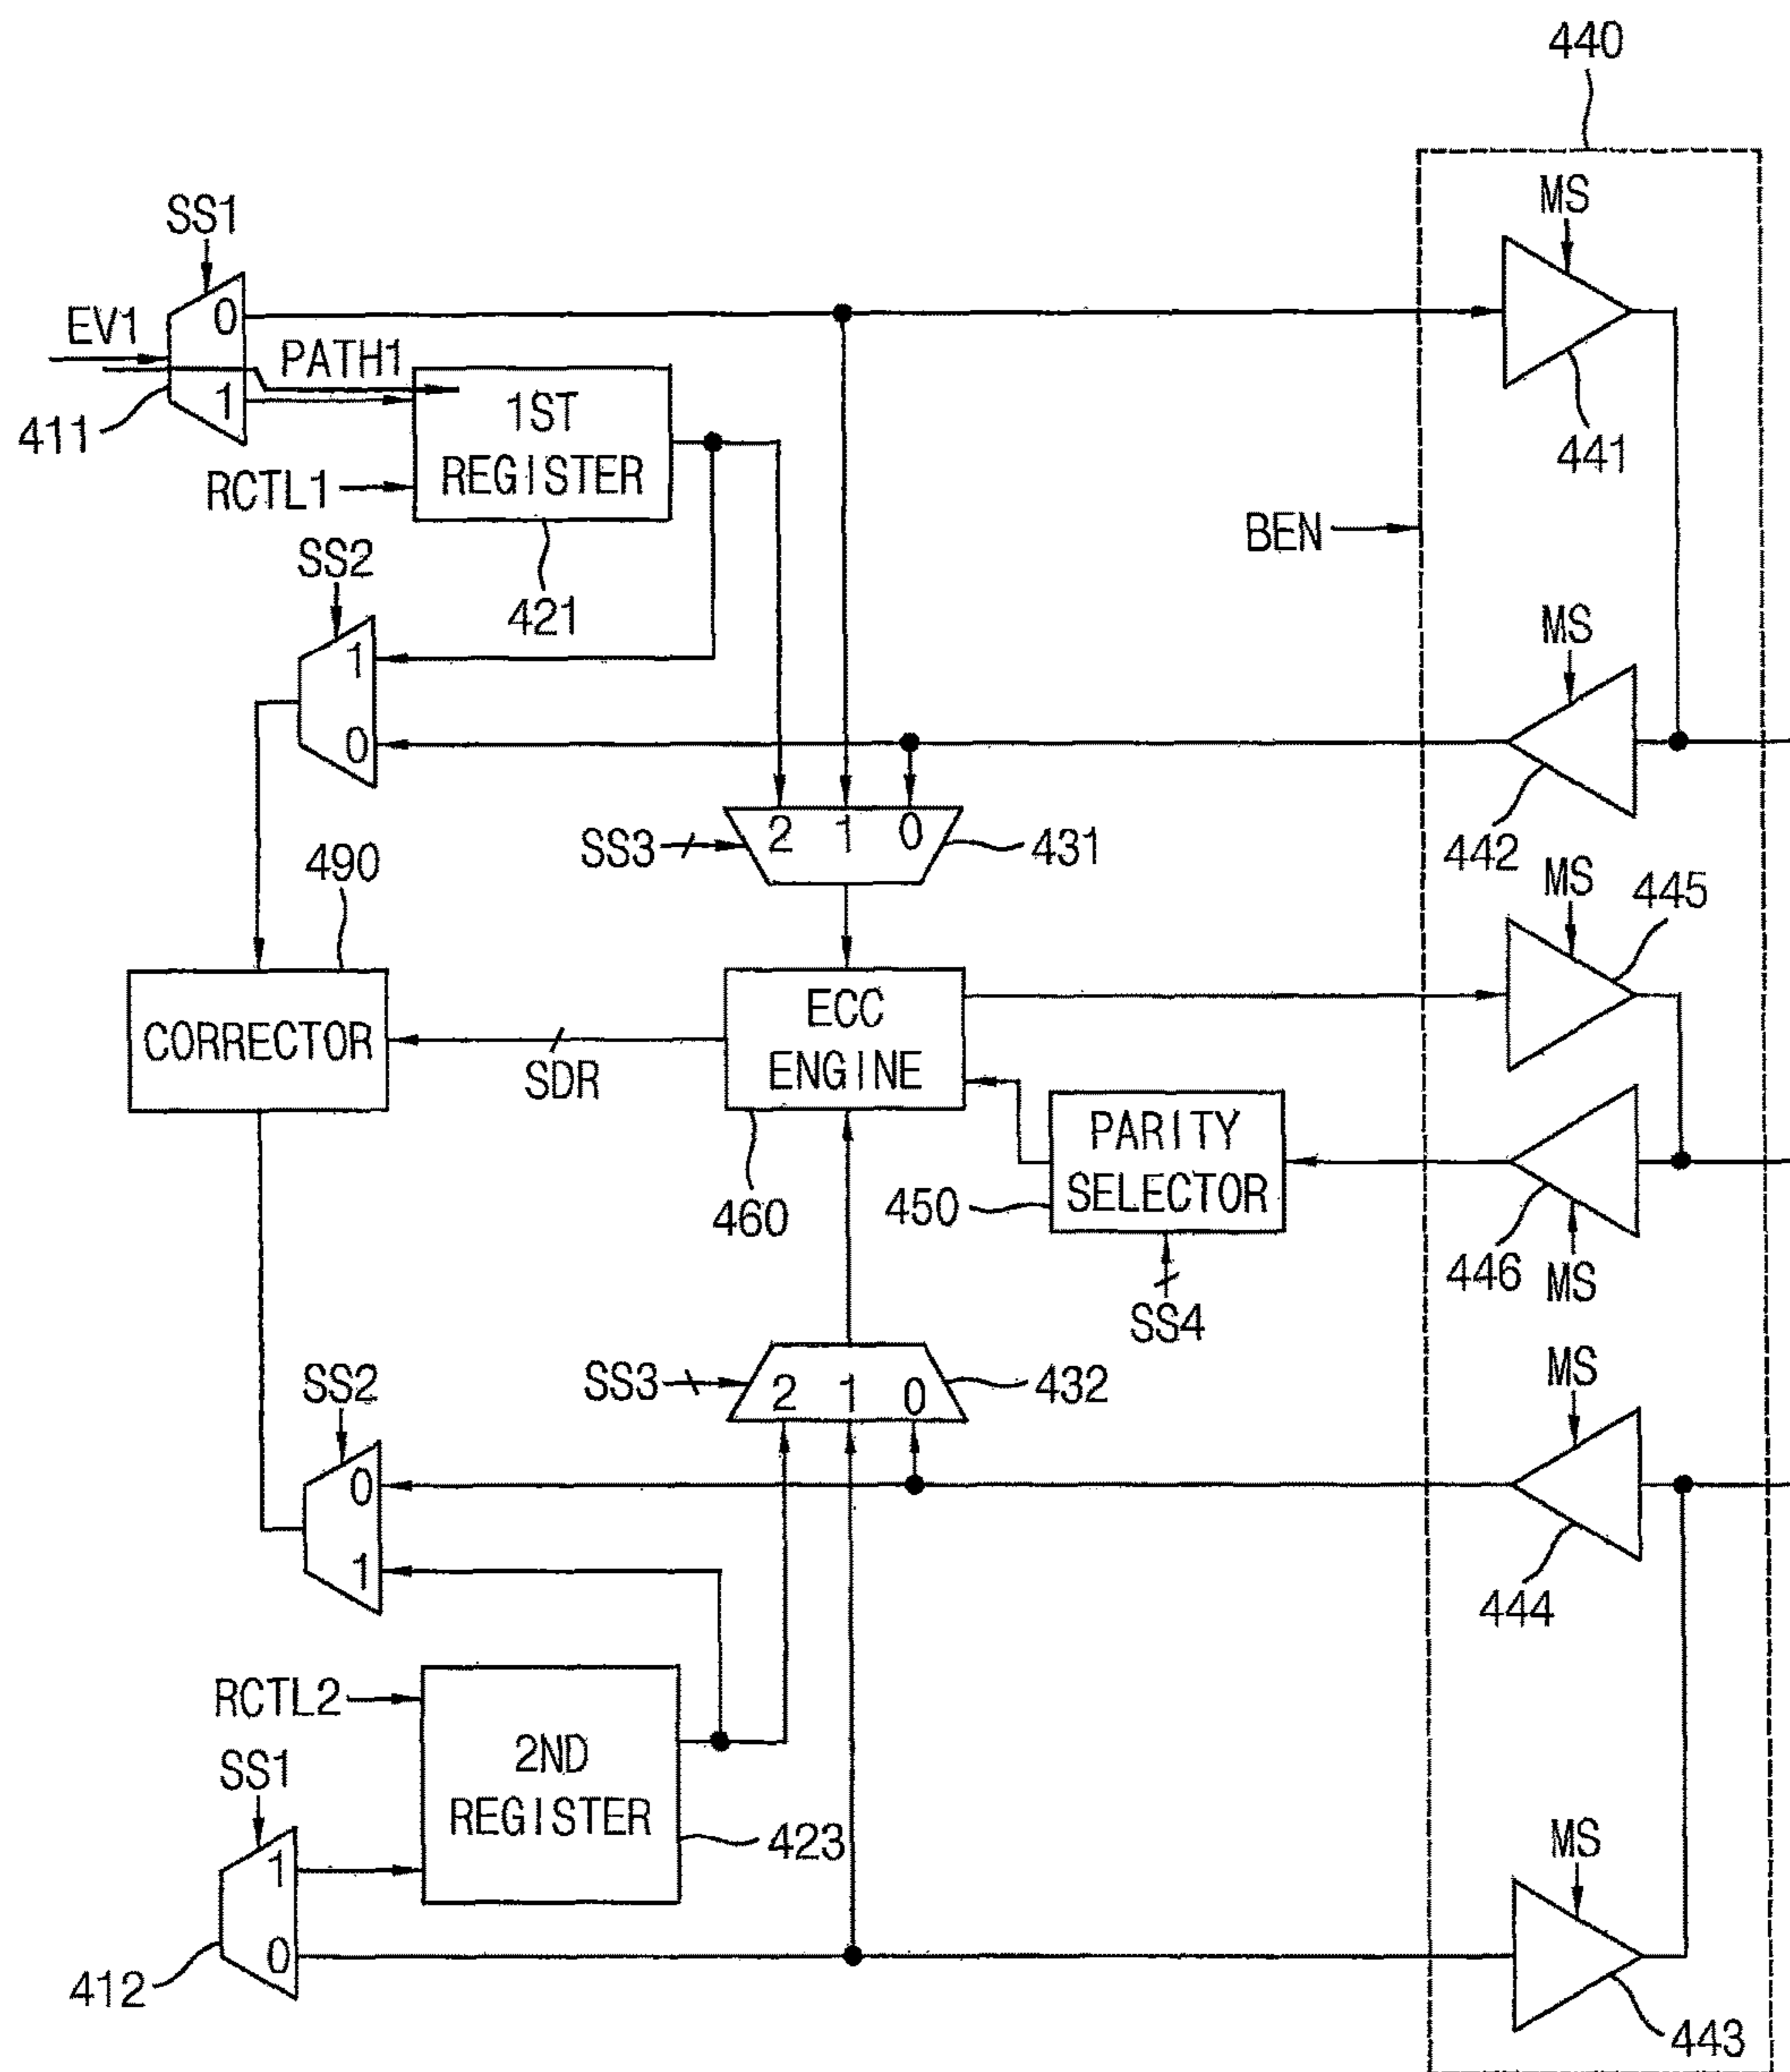 440
MS
SS1
0
EV1
PATH1
1
411
1ST
REGISTER
441
RCTL1
BEN
SS2
421
MS
1
0
2 1 0
SS3
431
442
490
MS
445
CORRECTOR
ECC
ENGINE
SDR
PARITY
SELECTOR
460
450
446
MS
SS4
MS
SS2
SS3
2 1 0
432
0
1
444
RCTL2
2ND
REGISTER
SS1
423
MS
1
0
412
443